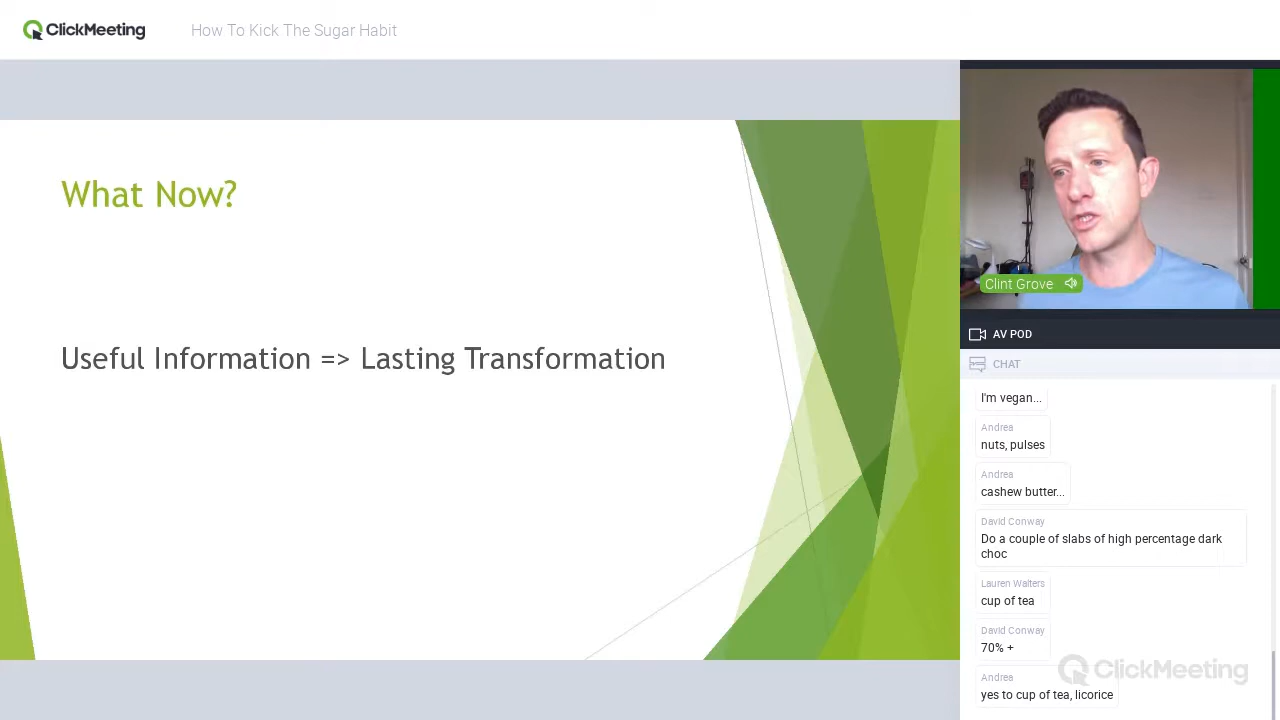 ClickMeeting
How To Kick The Sugar Habit
What Now?
Useful Information => Lasting Transformation
Clint Grove
AV POD
CHAT
I'm vegan...
Andrea
nuts, pulses
Andrea
cashew butter...
David Conway
Do a couple of slabs of high percentage dark
choc
Lauren Walters
cup of tea
David Conway
70% +
Andrea
yes to cup of tea, licorice
ClickMeeting